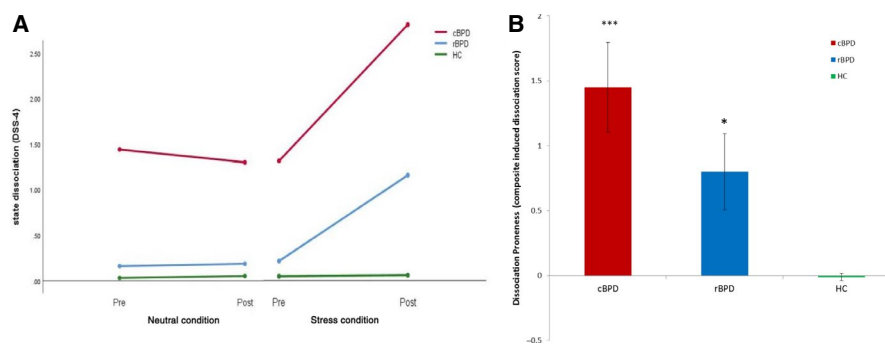 A
state dissociation (DSS-4)
2.50
2.00
1.50
1.00
.50
.00
cBPD
rBPD
HC
Pre
Post
Pre
Post
Neutral condition
Stress condition
B
Dissociation Proneness (composite induced dissociation score)
2
1.5
1
0.5
0
−0.5
***
*
cBPD
rBPD
HC
cBPD
rBPD
HC